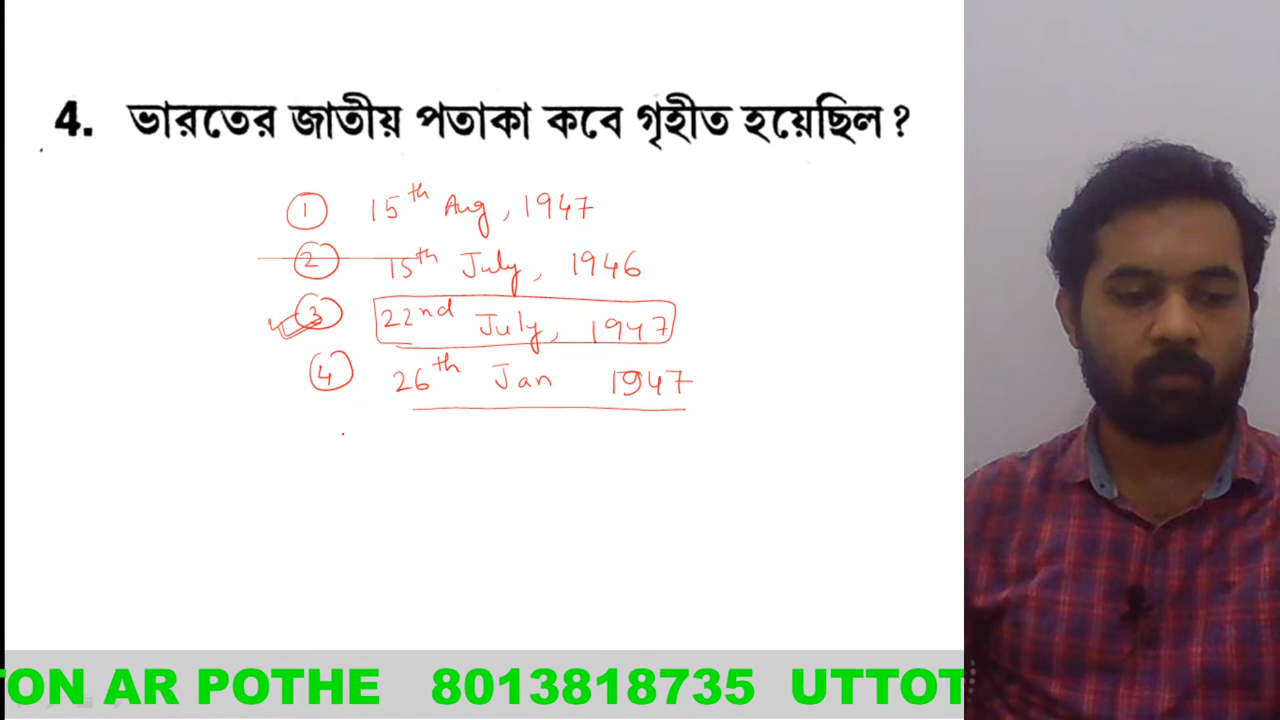 4. ভারতের জাতীয় পতাকা কবে গৃহীত হয়েছিল ?
1 15th Aug, 1947
2 15th July, 1946
3 22nd July, 1947
4 26th Jan 1947
TON AR POTHE 8013818735 UTTOT